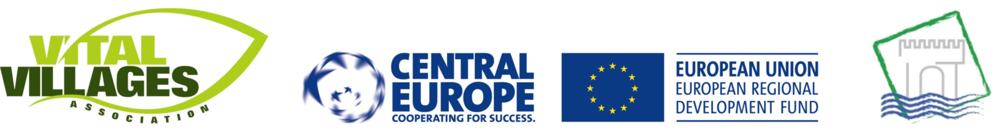 VITAL
VILLAGES
ASSOCIATION
CENTRAL
EUROPE
COOPERATING FOR SUCCESS.
EUROPEAN UNION
EUROPEAN REGIONAL
DEVELOPMENT FUND